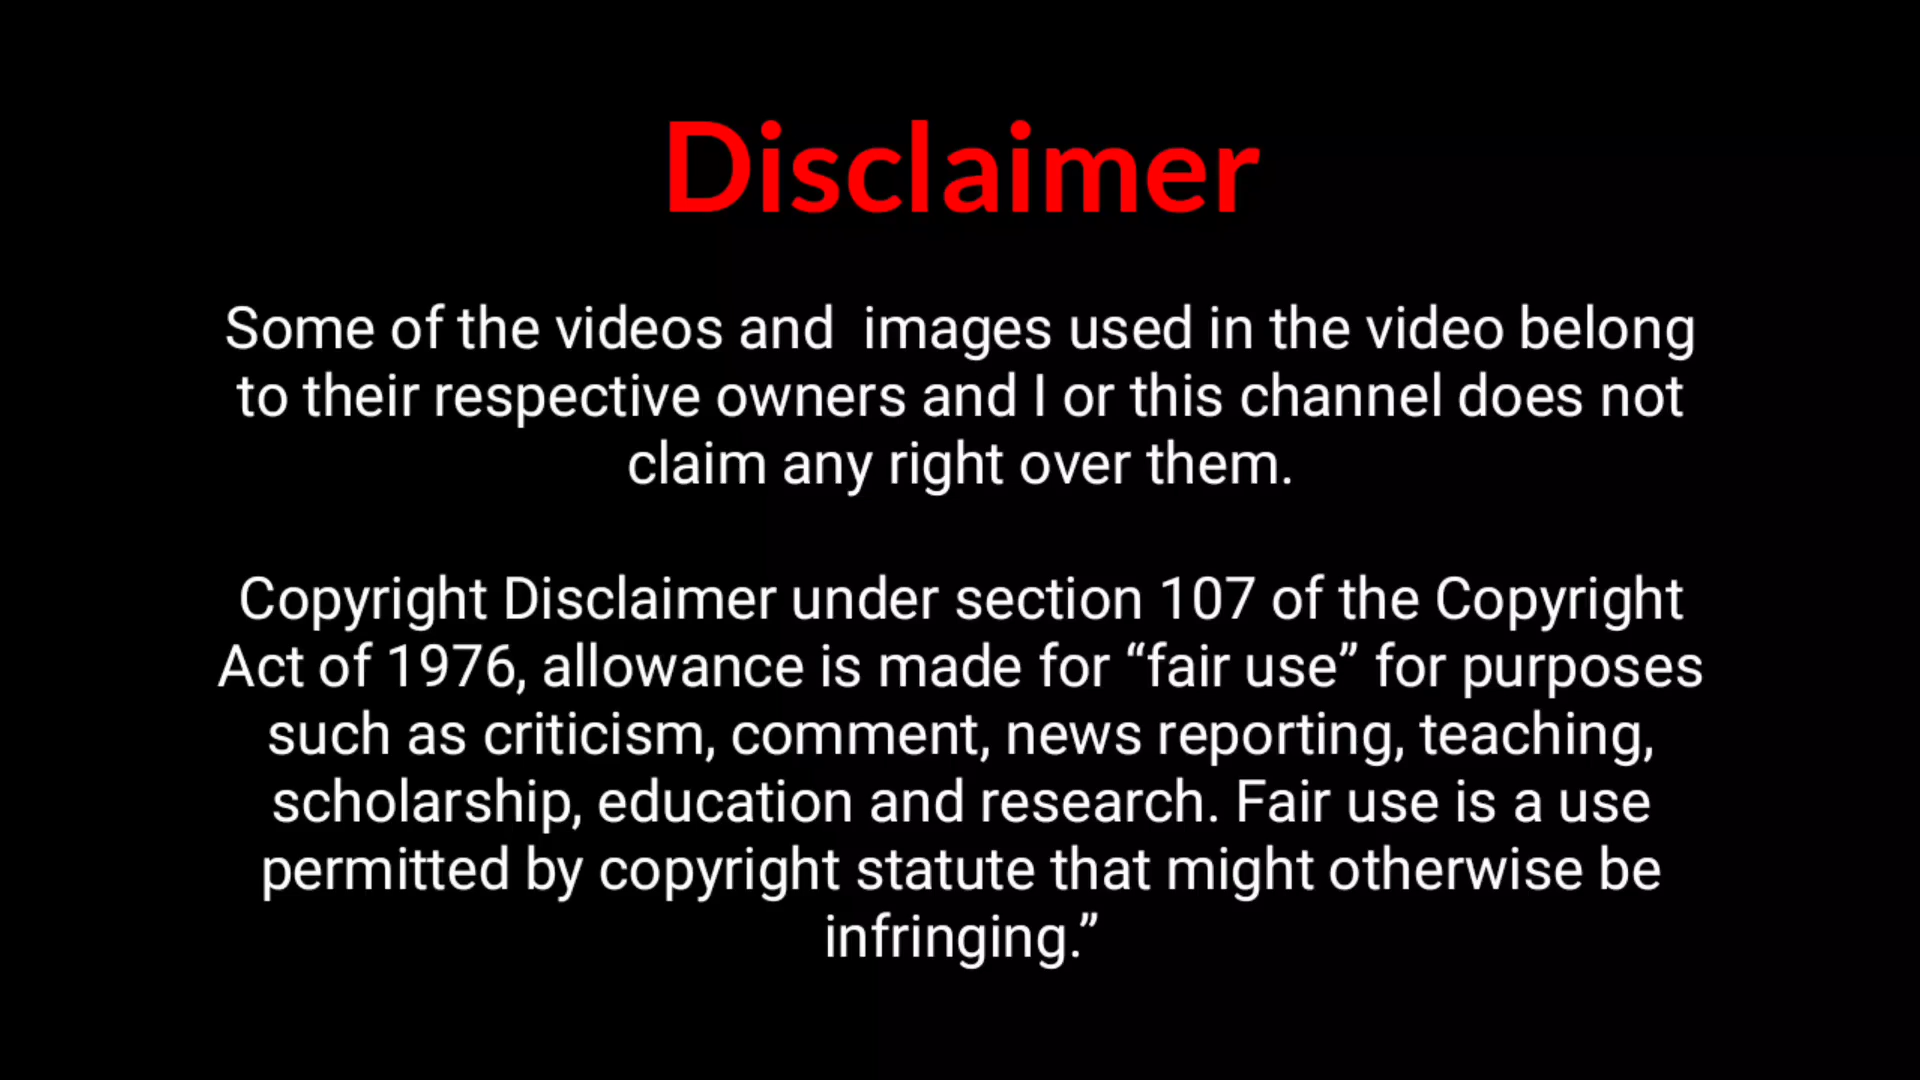 Disclaimer
Some of the videos and  images used in the video belong
to their respective owners and I or this channel does not
claim any right over them.
Copyright Disclaimer under section 107 of the Copyright
Act of 1976, allowance is made for “fair use” for purposes
such as criticism, comment, news reporting, teaching,
scholarship, education and research. Fair use is a use
permitted by copyright statute that might otherwise be
infringing.”